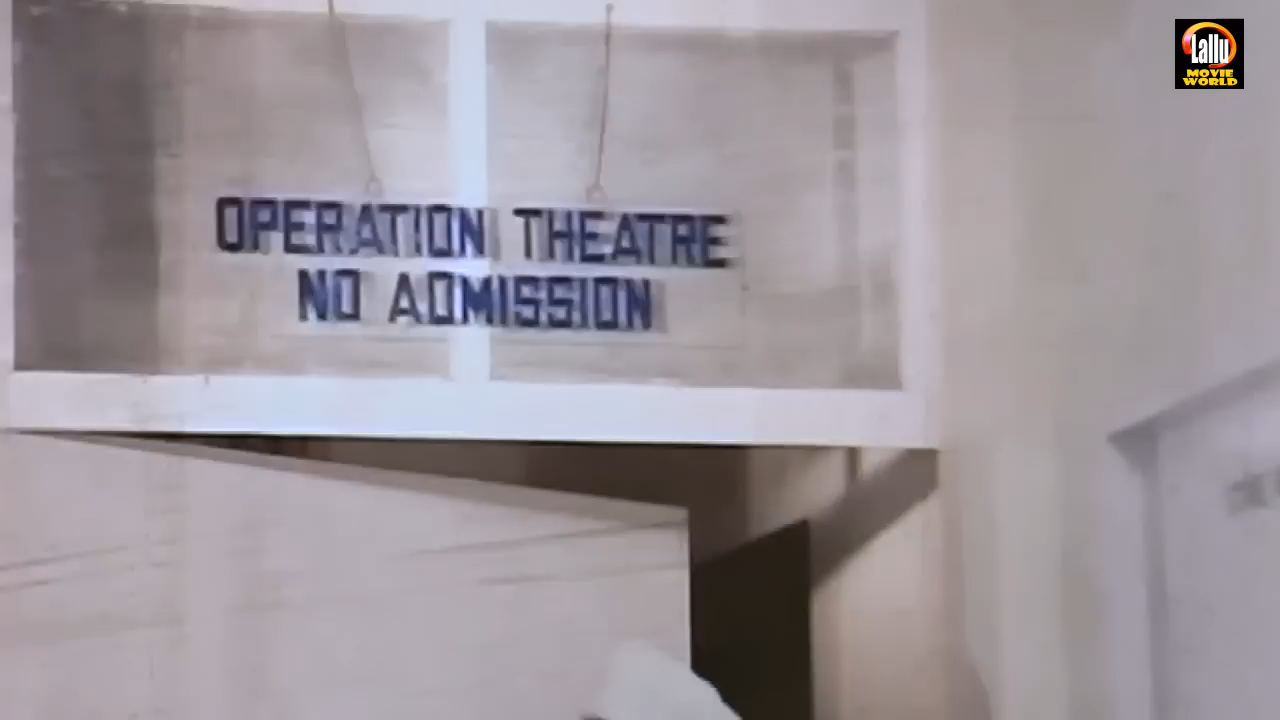 OPERATION THEATRE
NO ADMISSION
Lallu
MOVIE
WORLD